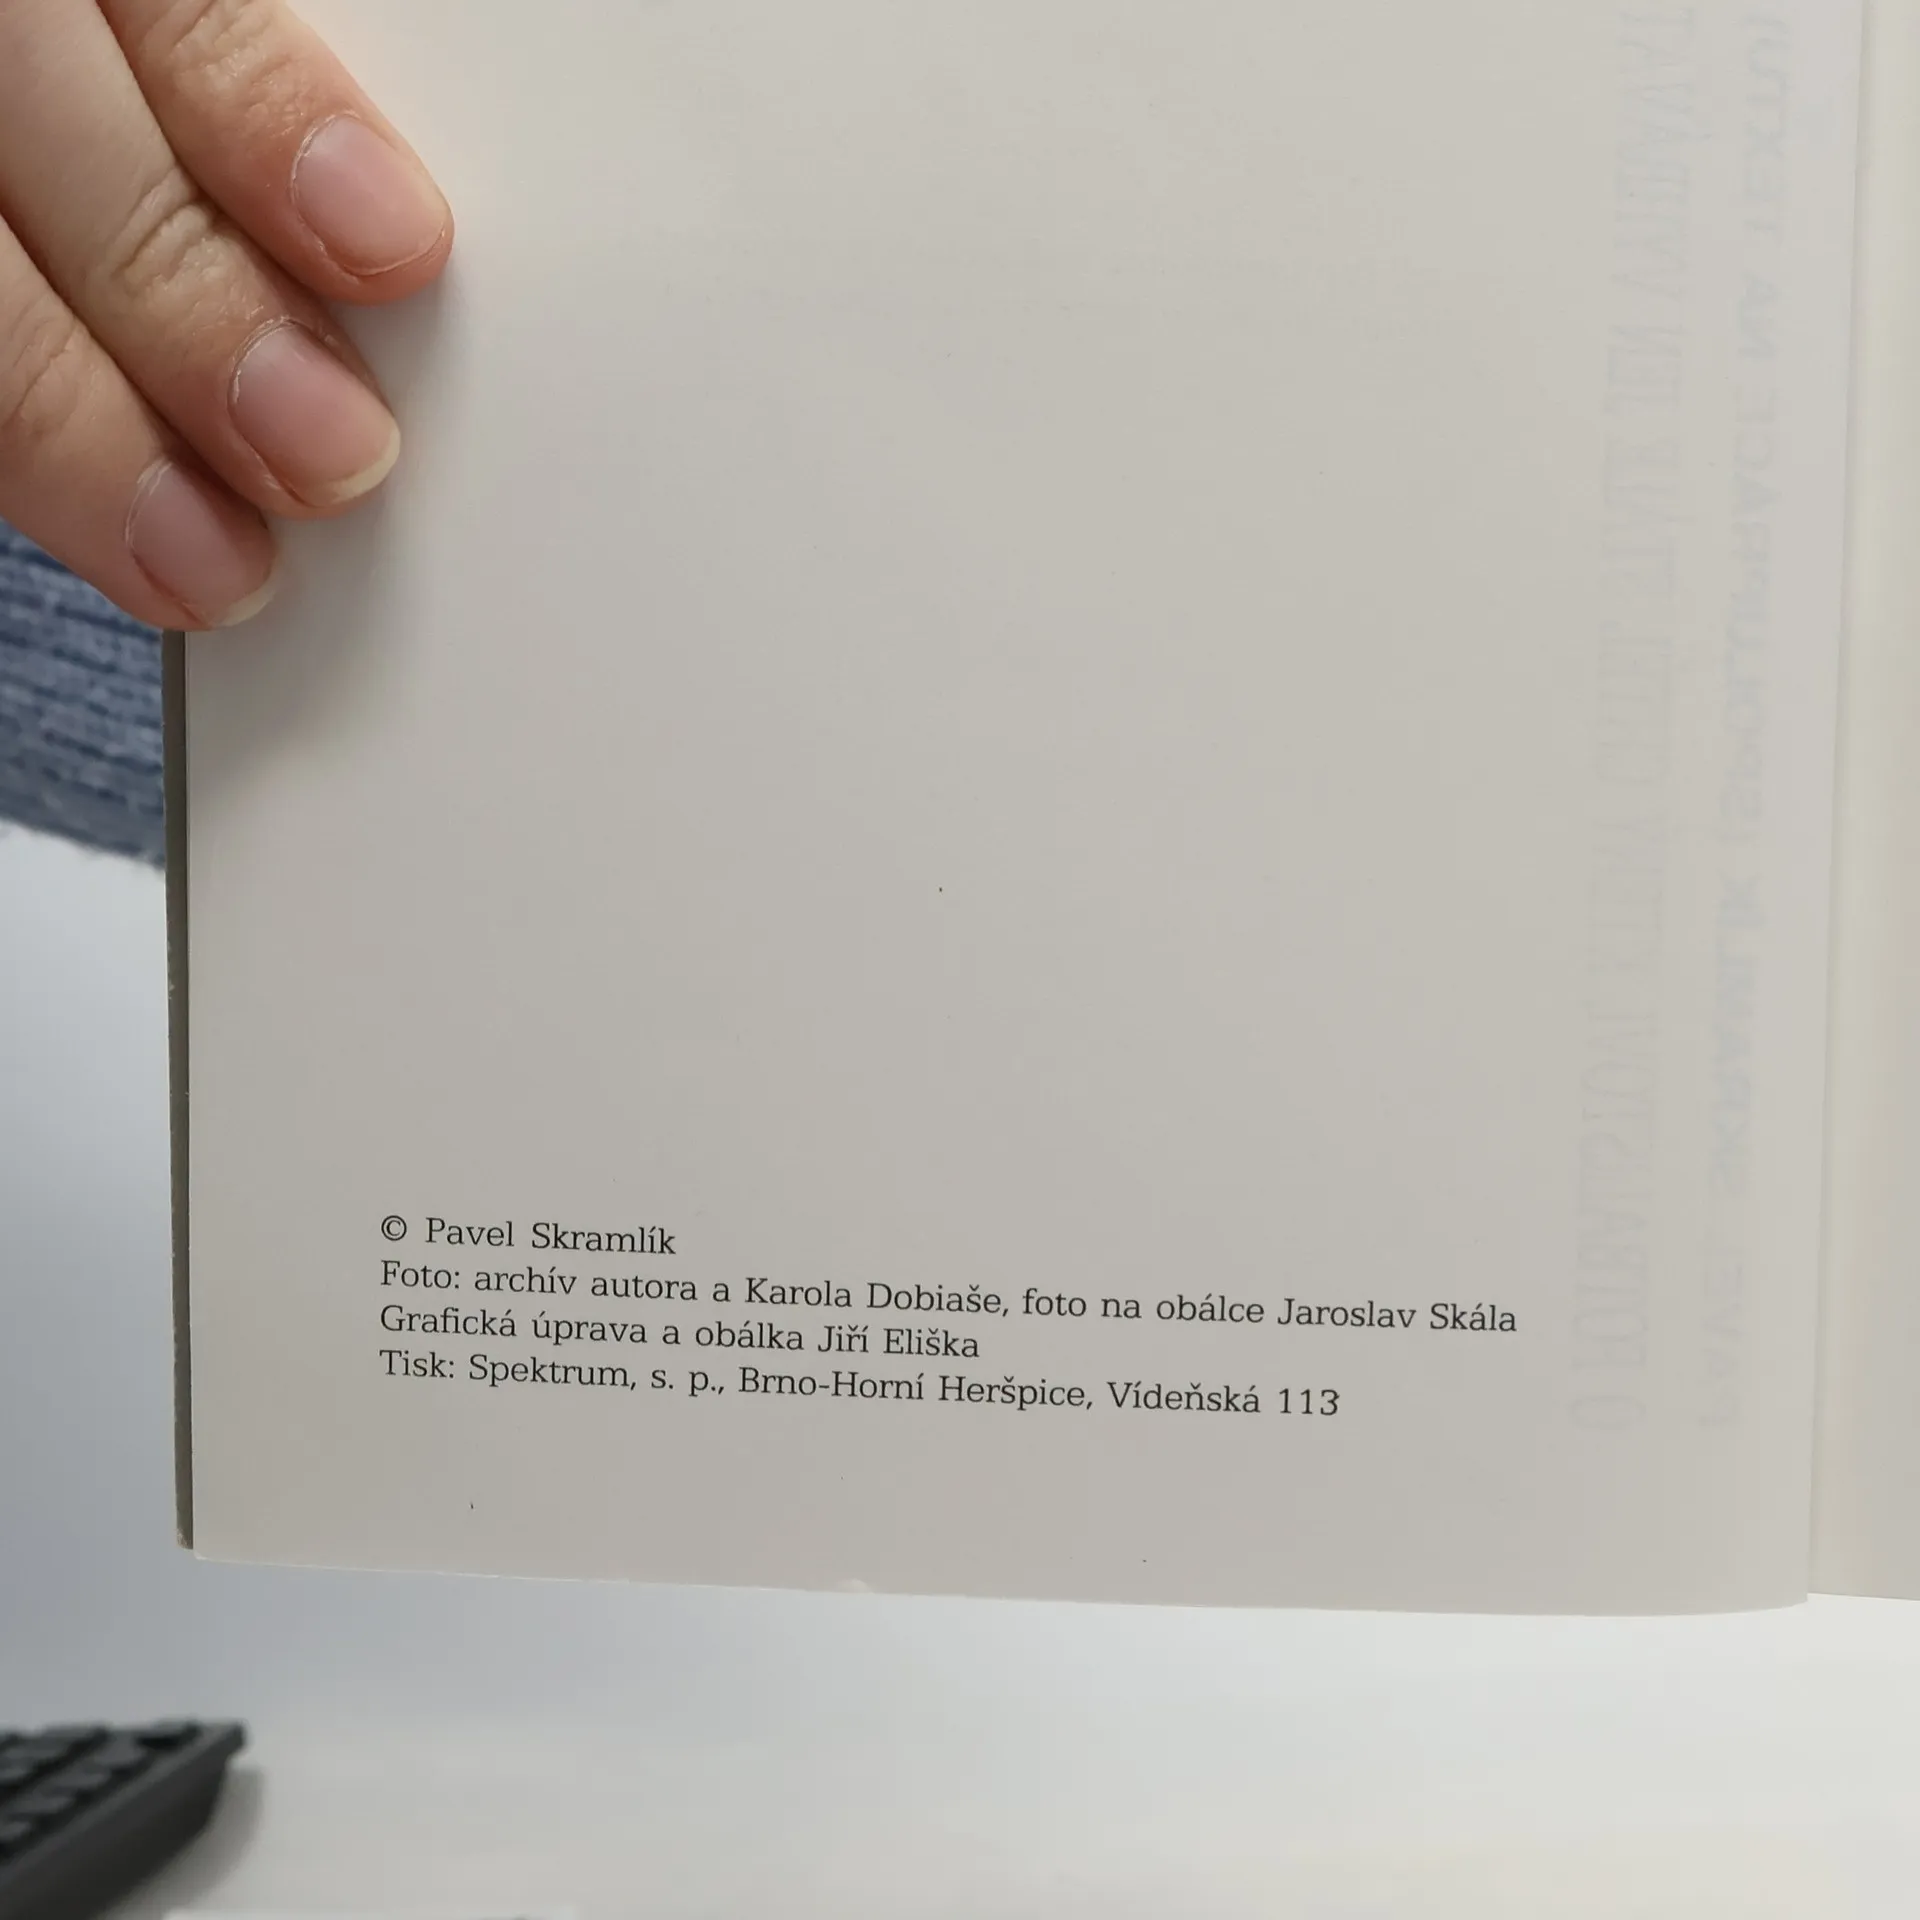 © Pavel Skramlík
Foto: archív autora a Karola Dobiaše, foto na obálce Jaroslav Skála
Grafická úprava a obálka Jiří Eliška
Tisk: Spektrum, s. p., Brno-Horní Heršpice, Vídeňská 113